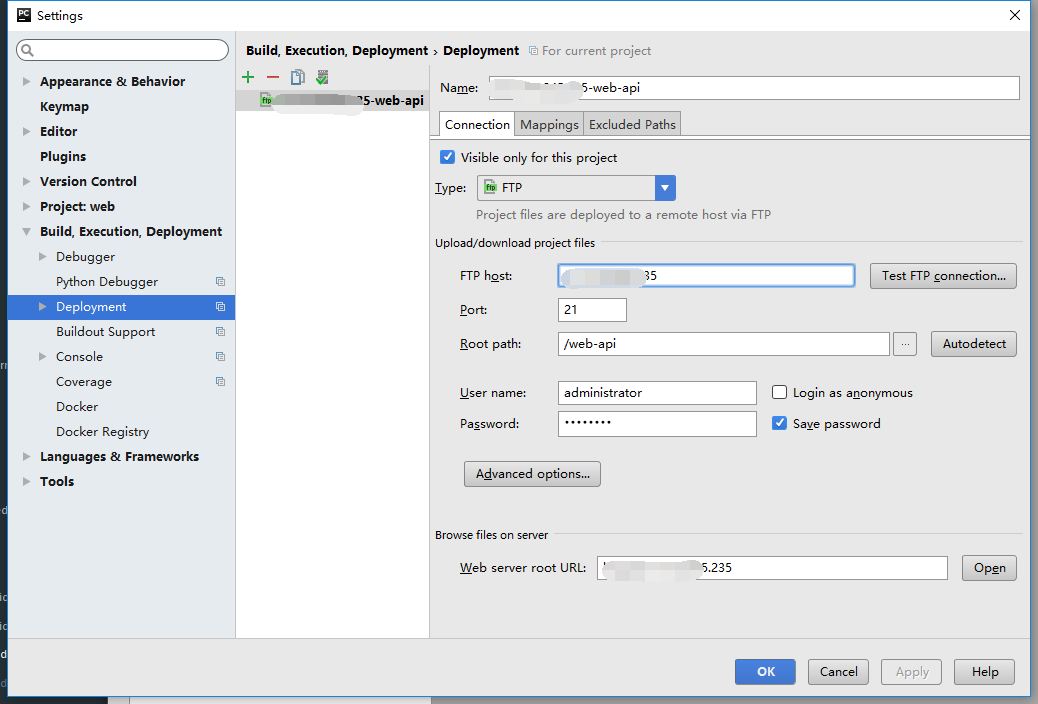 PC Settings
Build, Execution, Deployment › Deployment For current project
Appearance & Behavior
Keymap
Editor
Plugins
Version Control
Project: web
Build, Execution, Deployment
Debugger
Python Debugger
Deployment
Buildout Support
Console
Coverage
Docker
Docker Registry
Languages & Frameworks
Tools
ftp 5-web-api
Name: 5-web-api
Connection Mappings Excluded Paths
Visible only for this project
Type: ftp FTP
Project files are deployed to a remote host via FTP
Upload/download project files
FTP host: 35 Test FTP connection...
Port: 21
Root path: /web-api ... Autodetect
User name: administrator Login as anonymous
Password: •••••••• Save password
Advanced options...
Browse files on server
Web server root URL: 5.235 Open
OK Cancel Apply Help